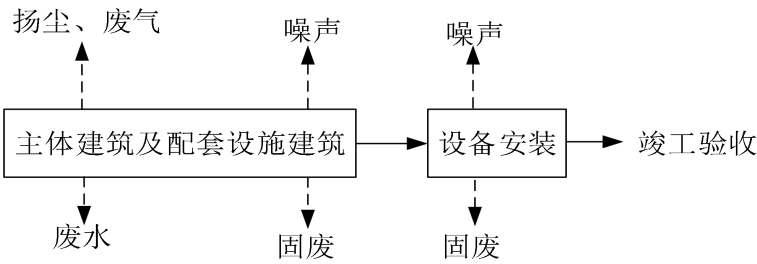 扬尘、废气
噪声
噪声
主体建筑及配套设施建筑
设备安装
竣工验收
废水
固废
固废